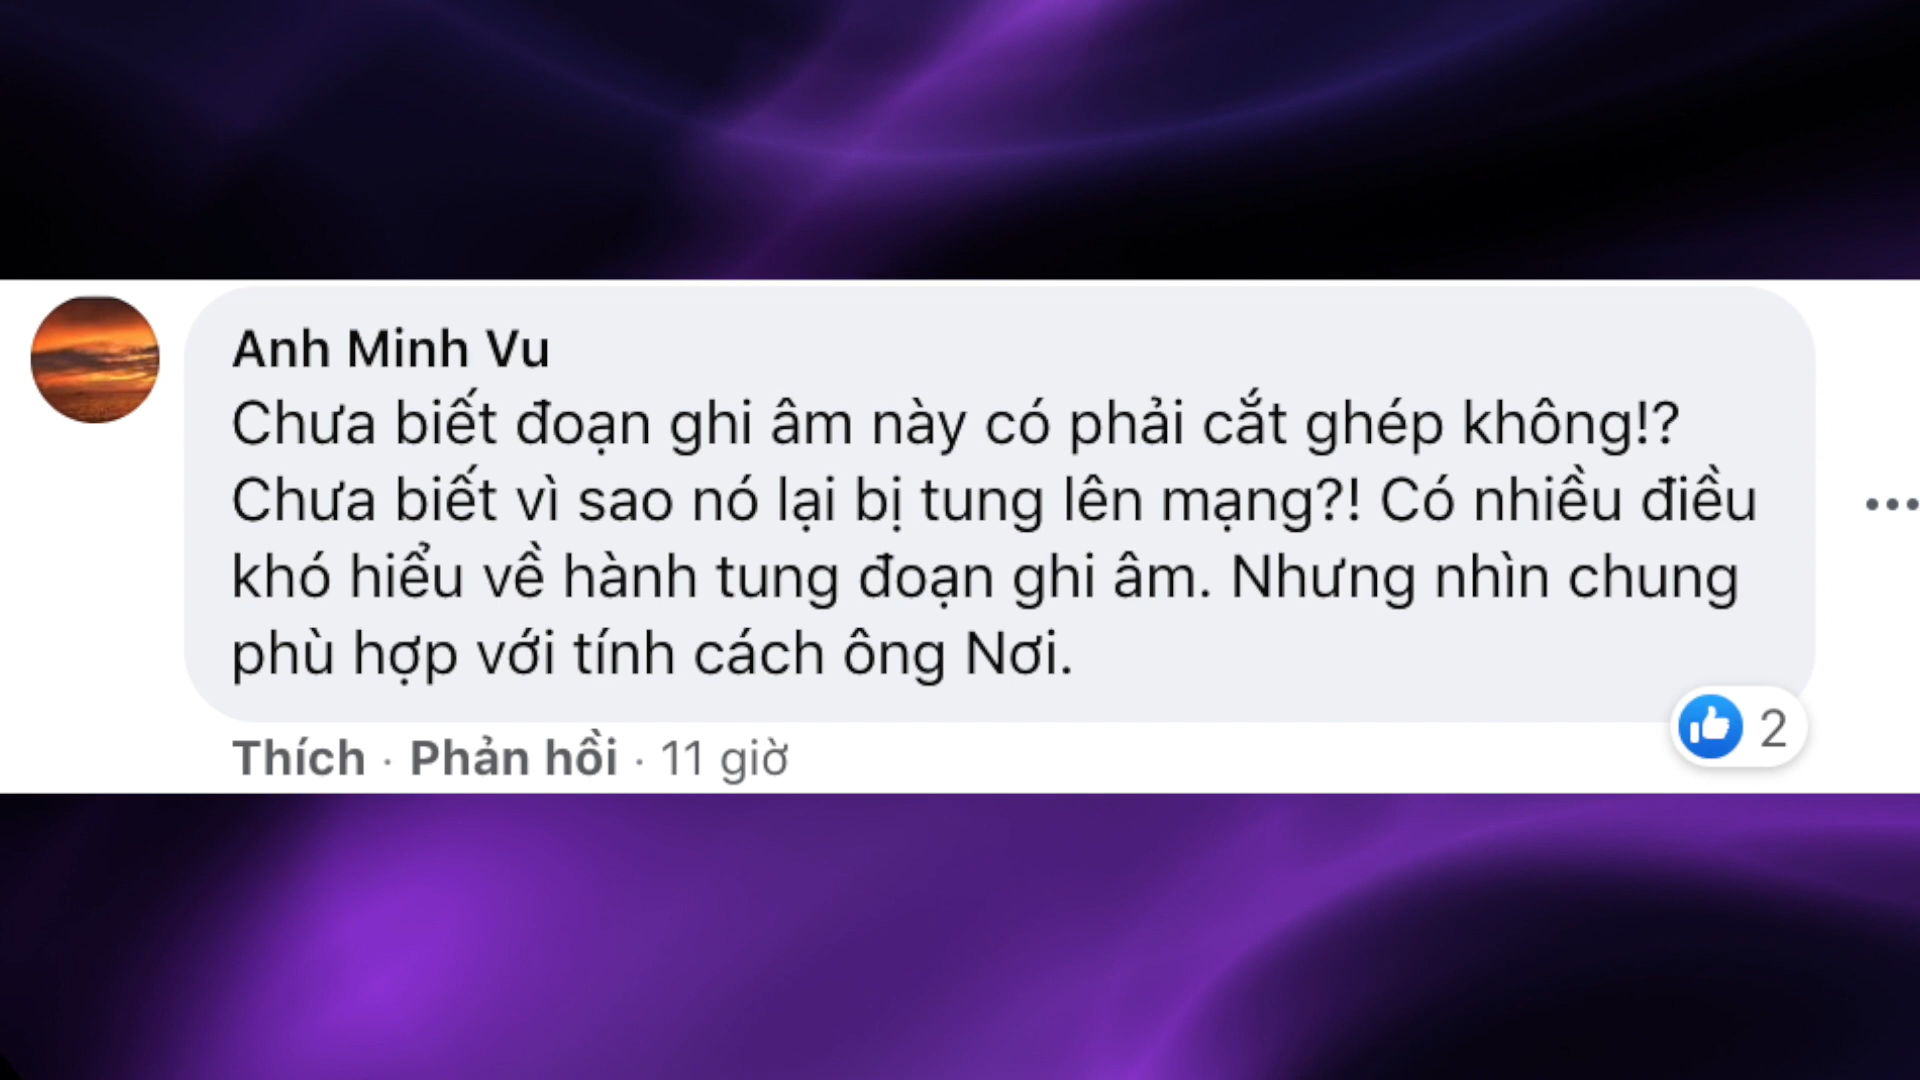 Anh Minh Vu
Chưa biết đoạn ghi âm này có phải cắt ghép không!?
Chưa biết vì sao nó lại bị tung lên mạng?! Có nhiều điều
khó hiểu về hành tung đoạn ghi âm. Nhưng nhìn chung
phù hợp với tính cách ông Nơi.
Thích · Phản hồi · 11 giờ
2